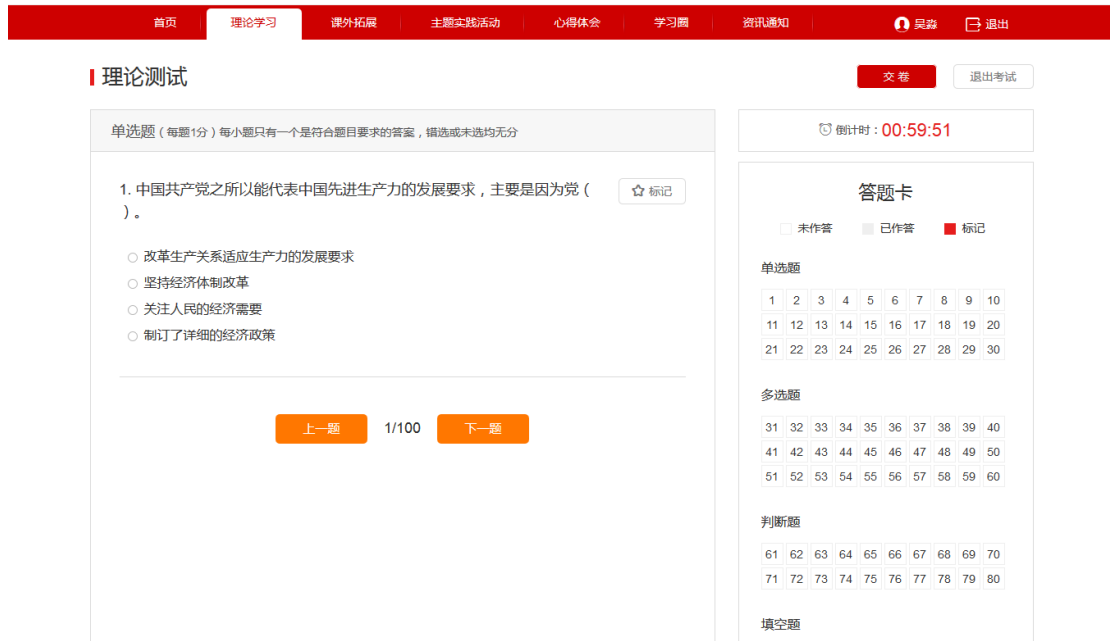 首页 理论学习 课外拓展 主题实践活动 心得体会 学习圈 资讯通知 吴淼 退出
理论测试
交 卷 退出考试
单选题 ( 每题1分 ) 每小题只有一个是符合题目要求的答案，错选或未选均无分
1. 中国共产党之所以能代表中国先进生产力的发展要求，主要是因为党 (
) 。
标记
改革生产关系适应生产力的发展要求
坚持经济体制改革
关注人民的经济需要
制订了详细的经济政策
上一题 1/100 下一题
倒计时：00:59:51
答题卡
未作答 已作答 标记
单选题
1 2 3 4 5 6 7 8 9 10
11 12 13 14 15 16 17 18 19 20
21 22 23 24 25 26 27 28 29 30
多选题
31 32 33 34 35 36 37 38 39 40
41 42 43 44 45 46 47 48 49 50
51 52 53 54 55 56 57 58 59 60
判断题
61 62 63 64 65 66 67 68 69 70
71 72 73 74 75 76 77 78 79 80
填空题